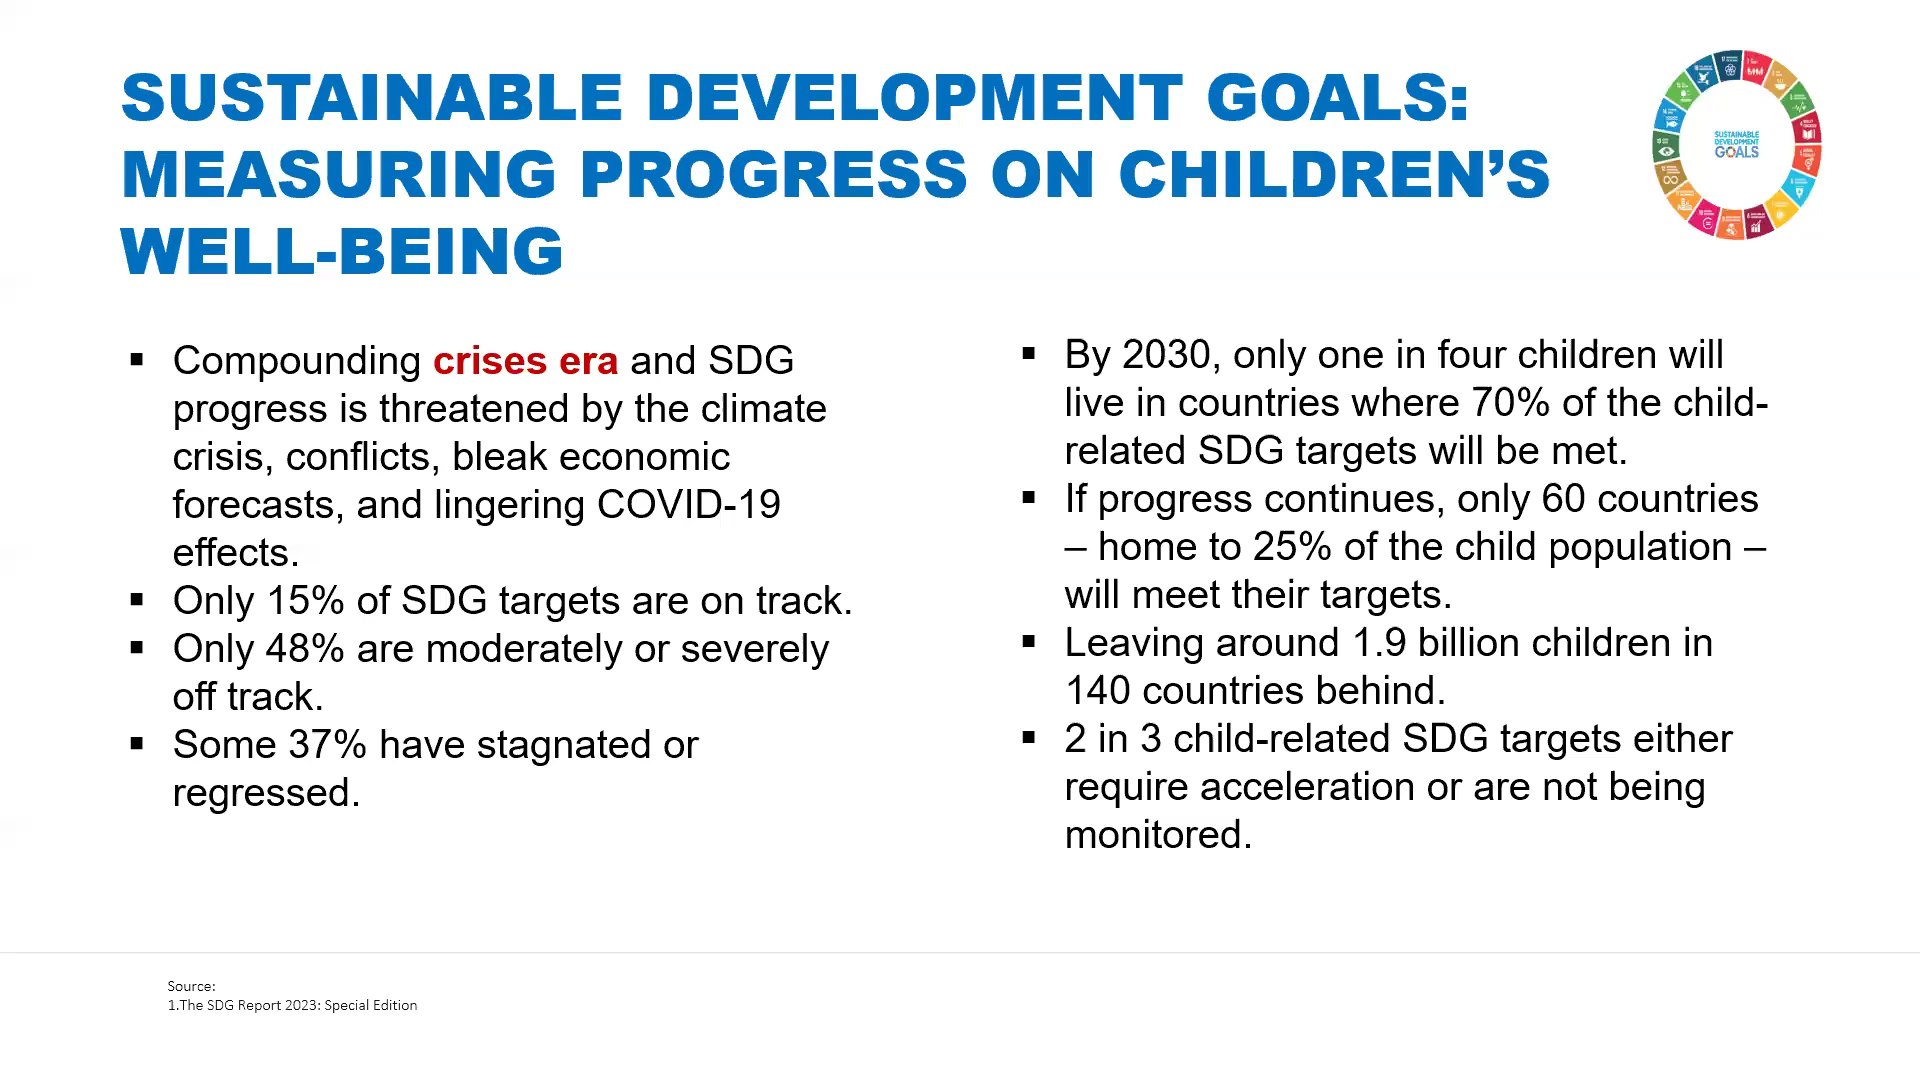 SUSTAINABLE DEVELOPMENT GOALS:
MEASURING PROGRESS ON CHILDREN’S
WELL-BEING
SUSTAINABLE
DEVELOPMENT
GOALS
▪ Compounding crises era and SDG
progress is threatened by the climate
crisis, conflicts, bleak economic
forecasts, and lingering COVID-19
effects.
▪ Only 15% of SDG targets are on track.
▪ Only 48% are moderately or severely
off track.
▪ Some 37% have stagnated or
regressed.
▪ By 2030, only one in four children will
live in countries where 70% of the child-
related SDG targets will be met.
▪ If progress continues, only 60 countries
– home to 25% of the child population –
will meet their targets.
▪ Leaving around 1.9 billion children in
140 countries behind.
▪ 2 in 3 child-related SDG targets either
require acceleration or are not being
monitored.
Source:
1.The SDG Report 2023: Special Edition